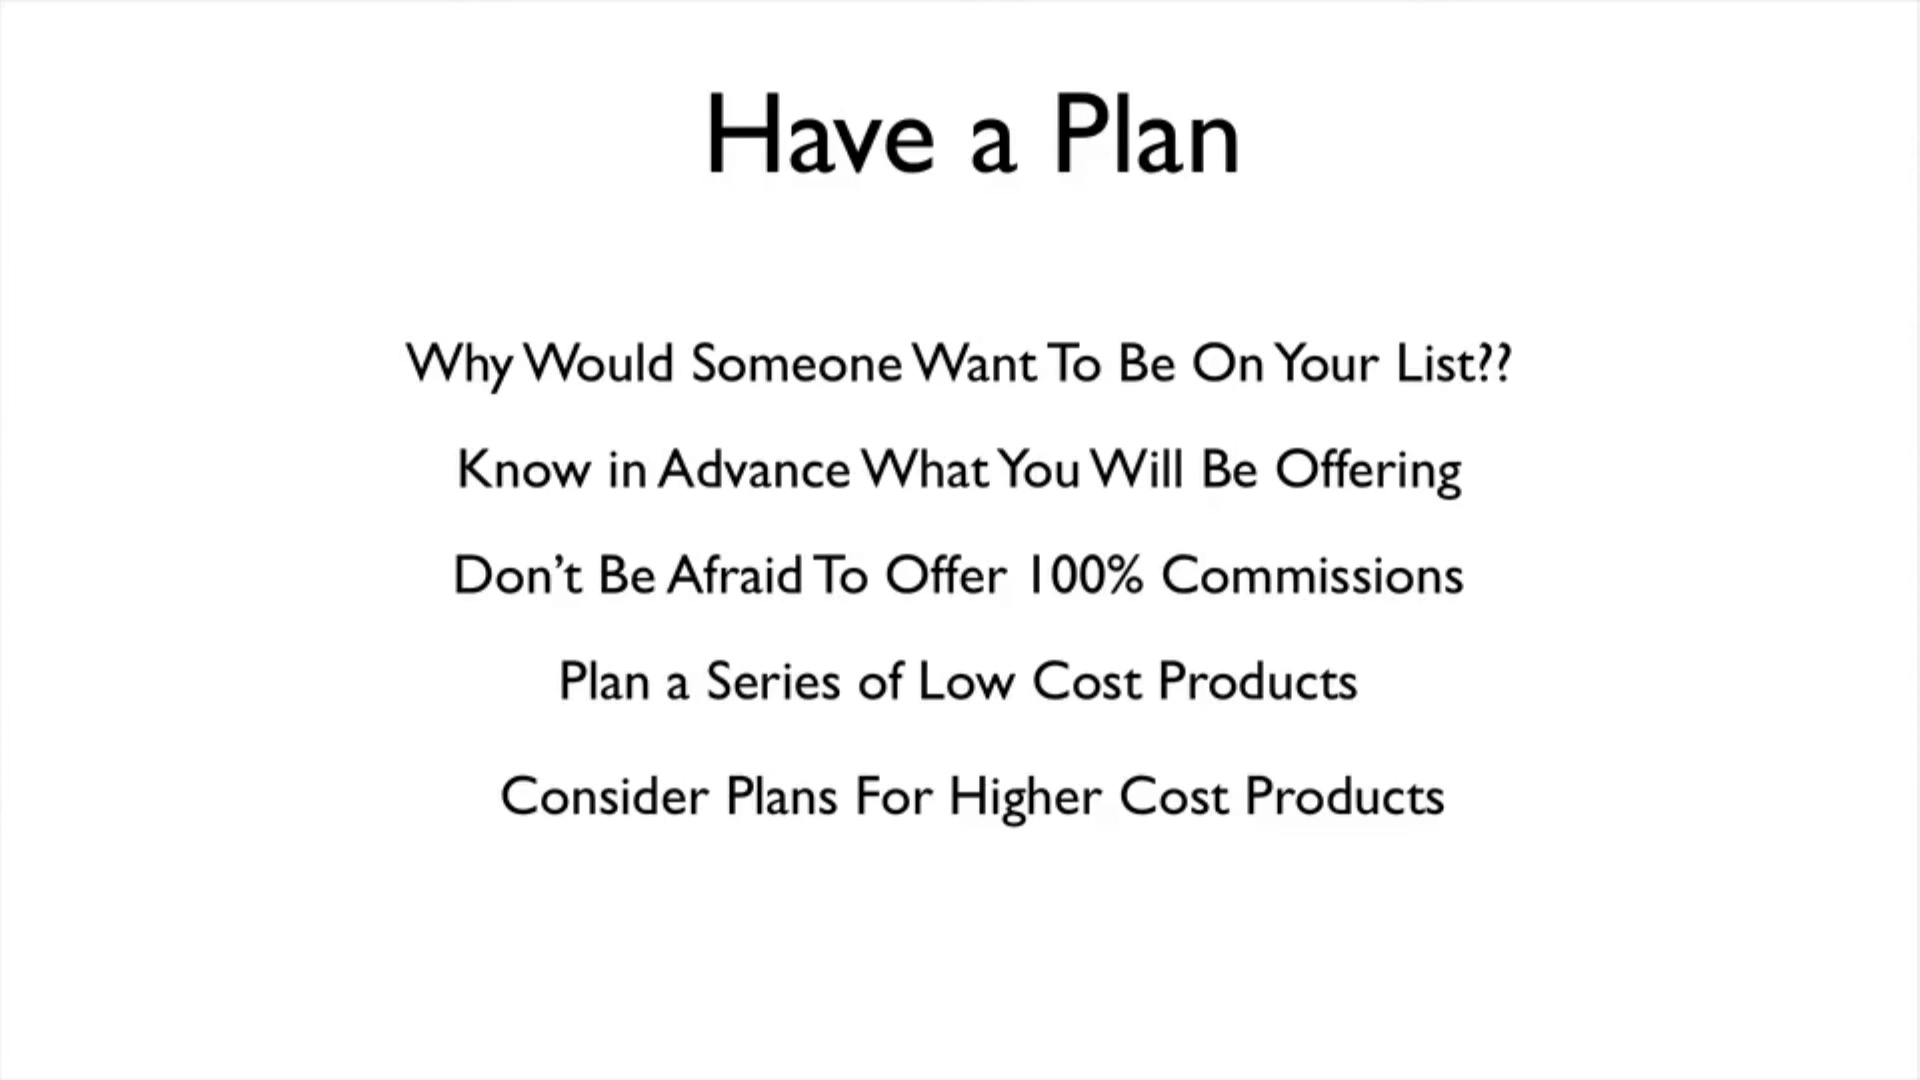 Have a Plan
Why Would Someone Want To Be On Your List??
Know in Advance What You Will Be Offering
Don’t Be Afraid To Offer 100% Commissions
Plan a Series of Low Cost Products
Consider Plans For Higher Cost Products